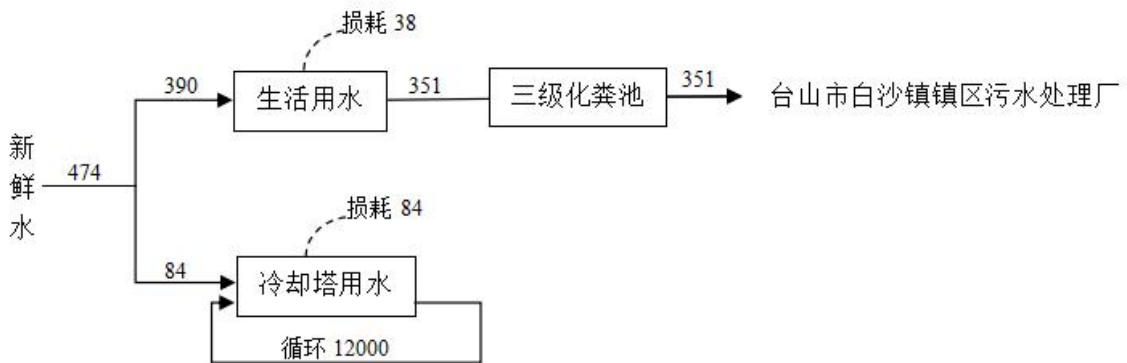 损耗 38
390
生活用水
351
三级化粪池
351
台山市白沙镇镇区污水处理厂
新鲜水
474
损耗 84
84
冷却塔用水
循环 12000